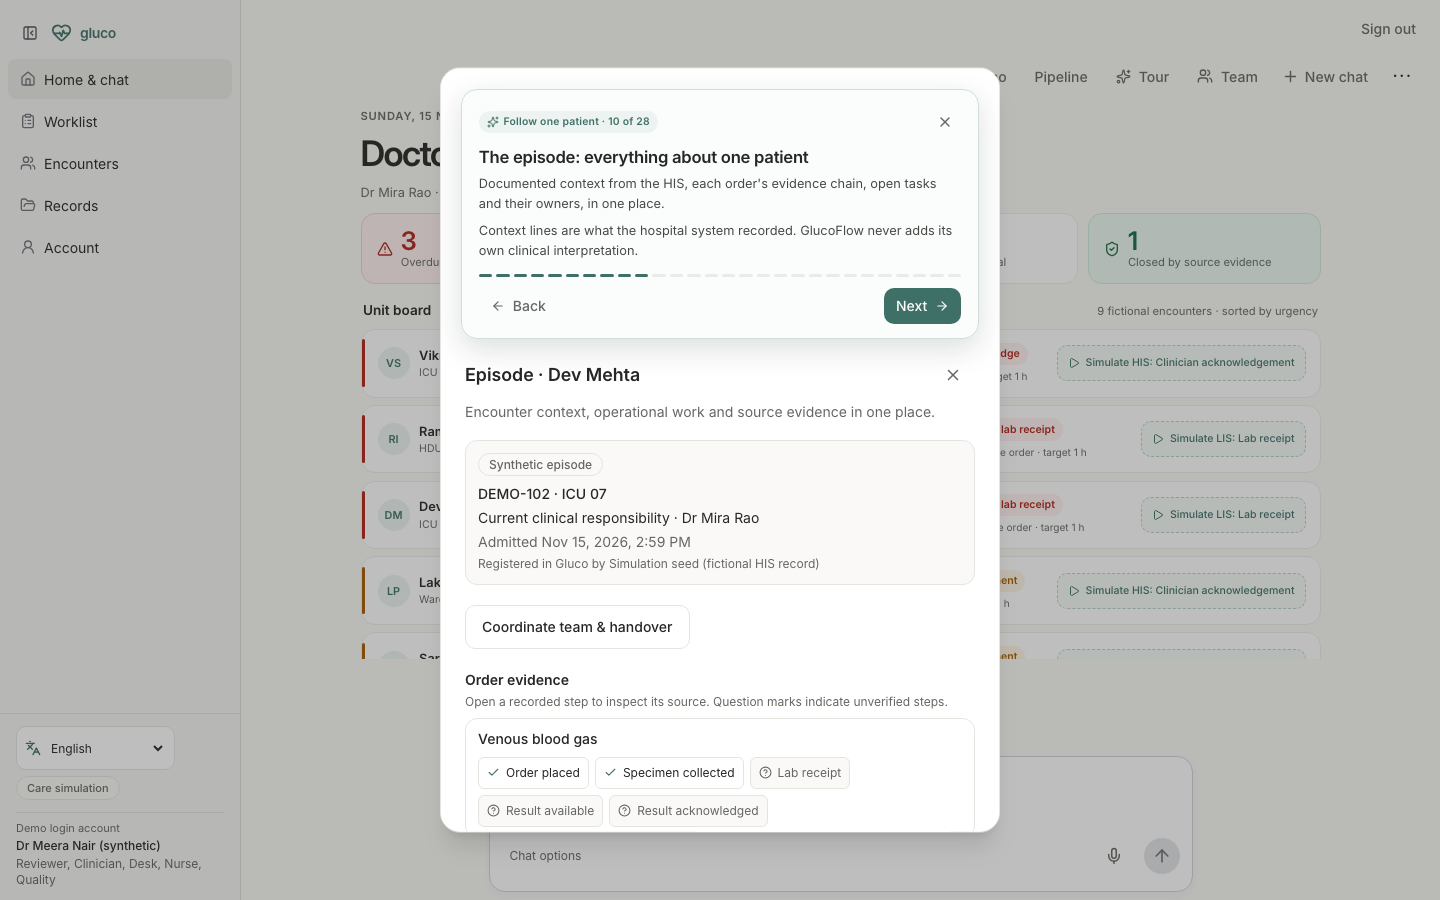 gluco
Home & chat
Worklist
Encounters
Records
Account
English
Care simulation
Demo login account
Dr Meera Nair (synthetic)
Reviewer, Clinician, Desk, Nurse,
Quality
Sign out
Pipeline
Tour
Team
New chat
SUNDAY, 15
Dr Mira Rao ·
3
1
Closed by source evidence
Unit board
9 fictional encounters · sorted by urgency
VS
ICU
Simulate HIS: Clinician acknowledgement
RI
HDU
lab receipt
order · target 1 h
Simulate LIS: Lab receipt
DM
ICU
lab receipt
order · target 1 h
Simulate LIS: Lab receipt
LP
Simulate HIS: Clinician acknowledgement
Follow one patient · 10 of 28
The episode: everything about one patient
Documented context from the HIS, each order's evidence chain, open tasks
and their owners, in one place.
Context lines are what the hospital system recorded. GlucoFlow never adds its
own clinical interpretation.
Back
Next
Episode · Dev Mehta
Encounter context, operational work and source evidence in one place.
Synthetic episode
DEMO-102 · ICU 07
Current clinical responsibility · Dr Mira Rao
Admitted Nov 15, 2026, 2:59 PM
Registered in Gluco by Simulation seed (fictional HIS record)
Coordinate team & handover
Order evidence
Open a recorded step to inspect its source. Question marks indicate unverified steps.
Venous blood gas
Order placed
Specimen collected
Lab receipt
Result available
Result acknowledged
Chat options